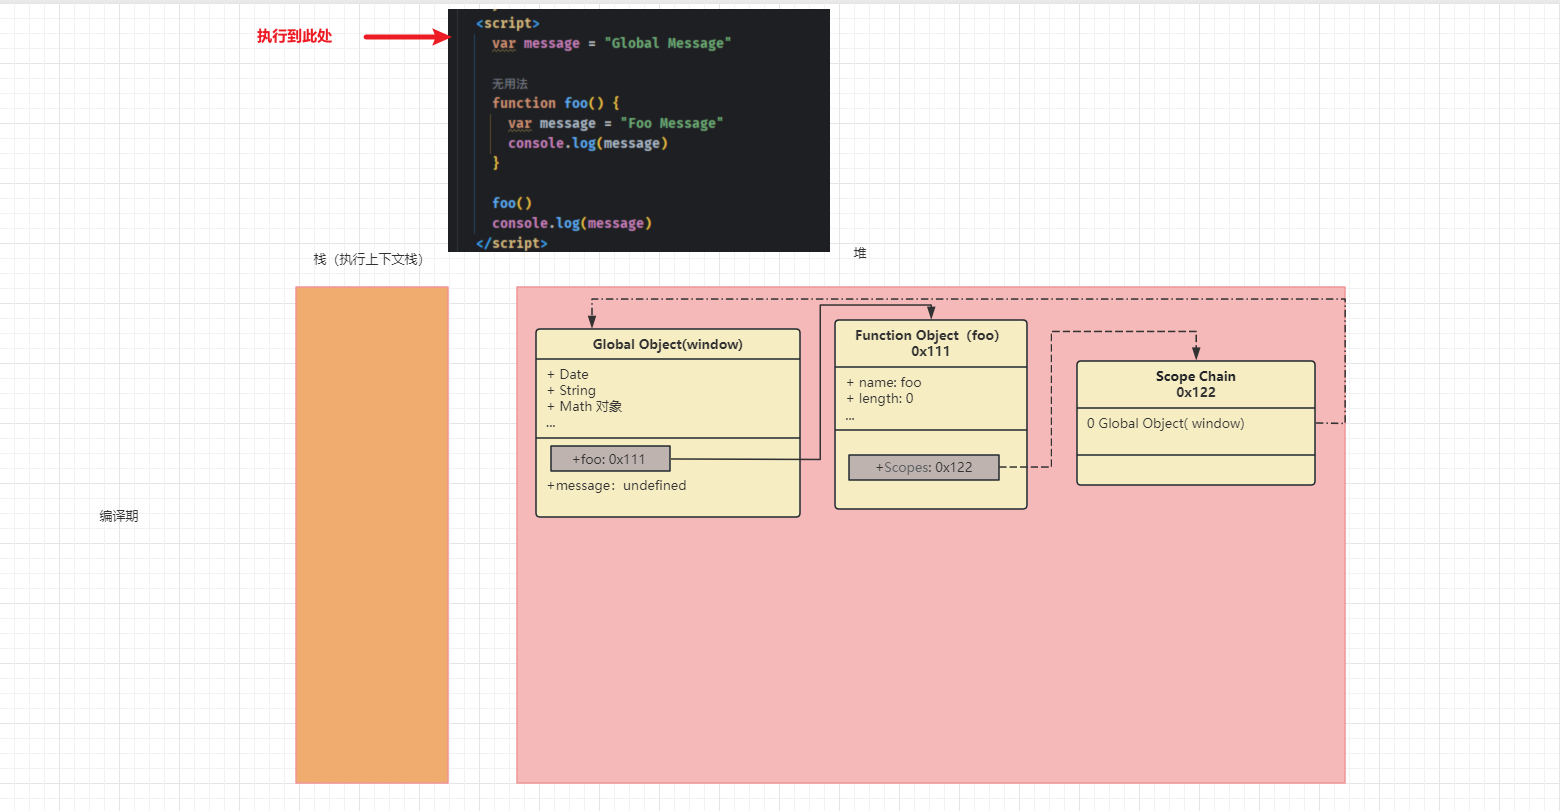 执行到此处
<script>
var message = "Global Message"
无用法
function foo() {
var message = "Foo Message"
console.log(message)
}
foo()
console.log(message)
</script>
栈（执行上下文栈）
堆
编译期
Global Object(window)
+ Date
+ String
+ Math 对象
...
+foo: 0x111
+message：undefined
Function Object（foo）
0x111
+ name: foo
+ length: 0
...
+Scopes: 0x122
Scope Chain
0x122
0 Global Object( window)